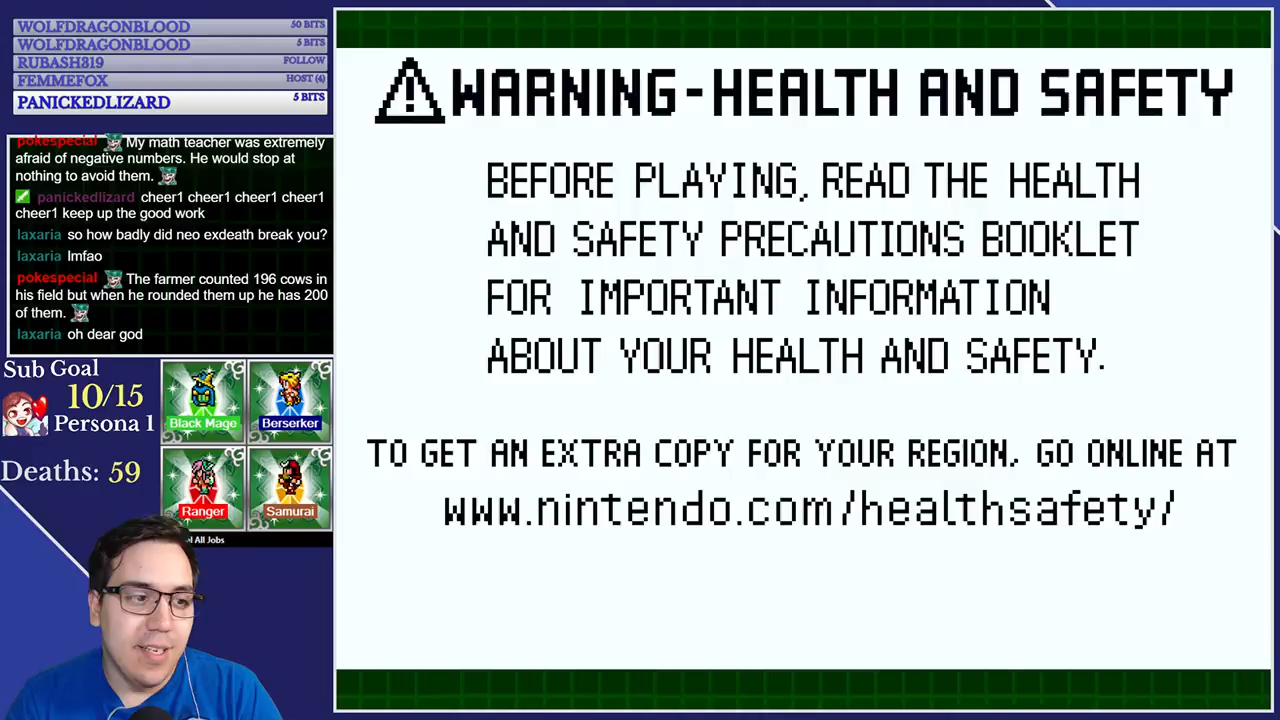 WOLFDRAGONBLOOD 50 BITS
WOLFDRAGONBLOOD 5 BITS
RUBASH319 FOLLOW
FEMMEFOX HOST (4)
PANICKEDLIZARD 5 BITS
pokespecial My math teacher was extremely
afraid of negative numbers. He would stop at
nothing to avoid them.
panickedlizard cheer1 cheer1 cheer1 cheer1
cheer1 keep up the good work
laxaria so how badly did neo exdeath break you?
laxaria lmfao
pokespecial The farmer counted 196 cows in
his field but when he rounded them up he has 200
of them.
laxaria oh dear god
Sub Goal
10/15
Persona 1
Deaths: 59
Black Mage
Berserker
Ranger
Samurai
el All Jobs
WARNING-HEALTH AND SAFETY
BEFORE PLAYING, READ THE HEALTH
AND SAFETY PRECAUTIONS BOOKLET
FOR IMPORTANT INFORMATION
ABOUT YOUR HEALTH AND SAFETY.
TO GET AN EXTRA COPY FOR YOUR REGION, GO ONLINE AT
www.nintendo.com/healthsafety/